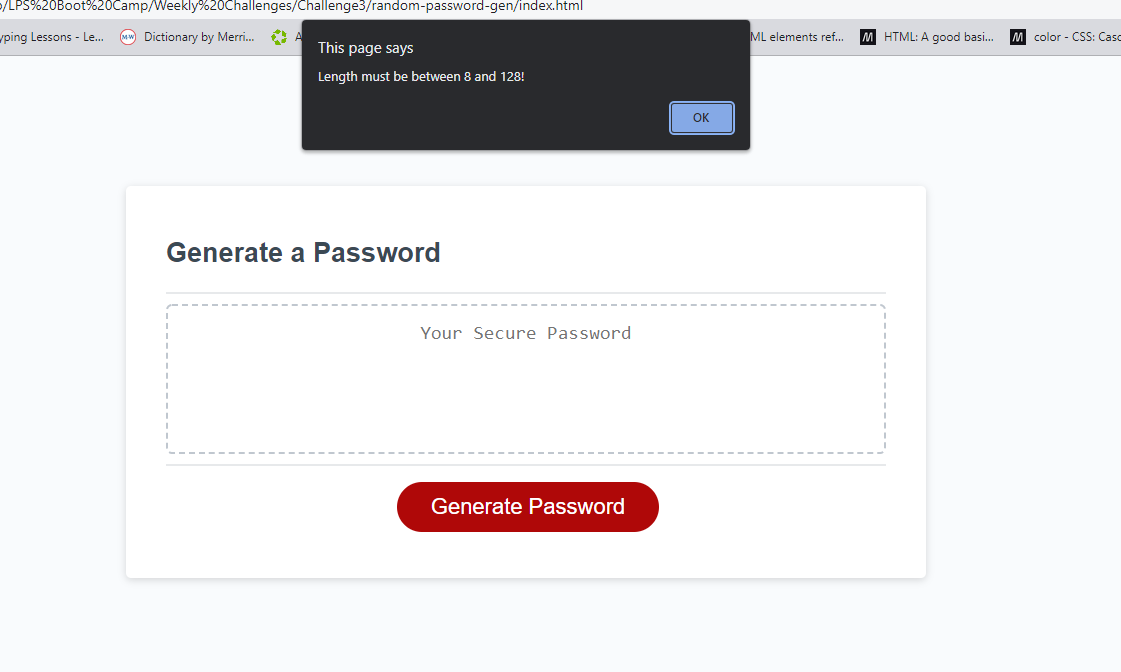 o/LPS%20Boot%20Camp/Weekly%20Challenges/Challenge3/random-password-gen/index.html
yping Lessons - Le... M-W Dictionary by Merri... A ML elements ref... M HTML: A good basi... M color - CSS: Casc
This page says
Length must be between 8 and 128!
OK
Generate a Password
Your Secure Password
Generate Password